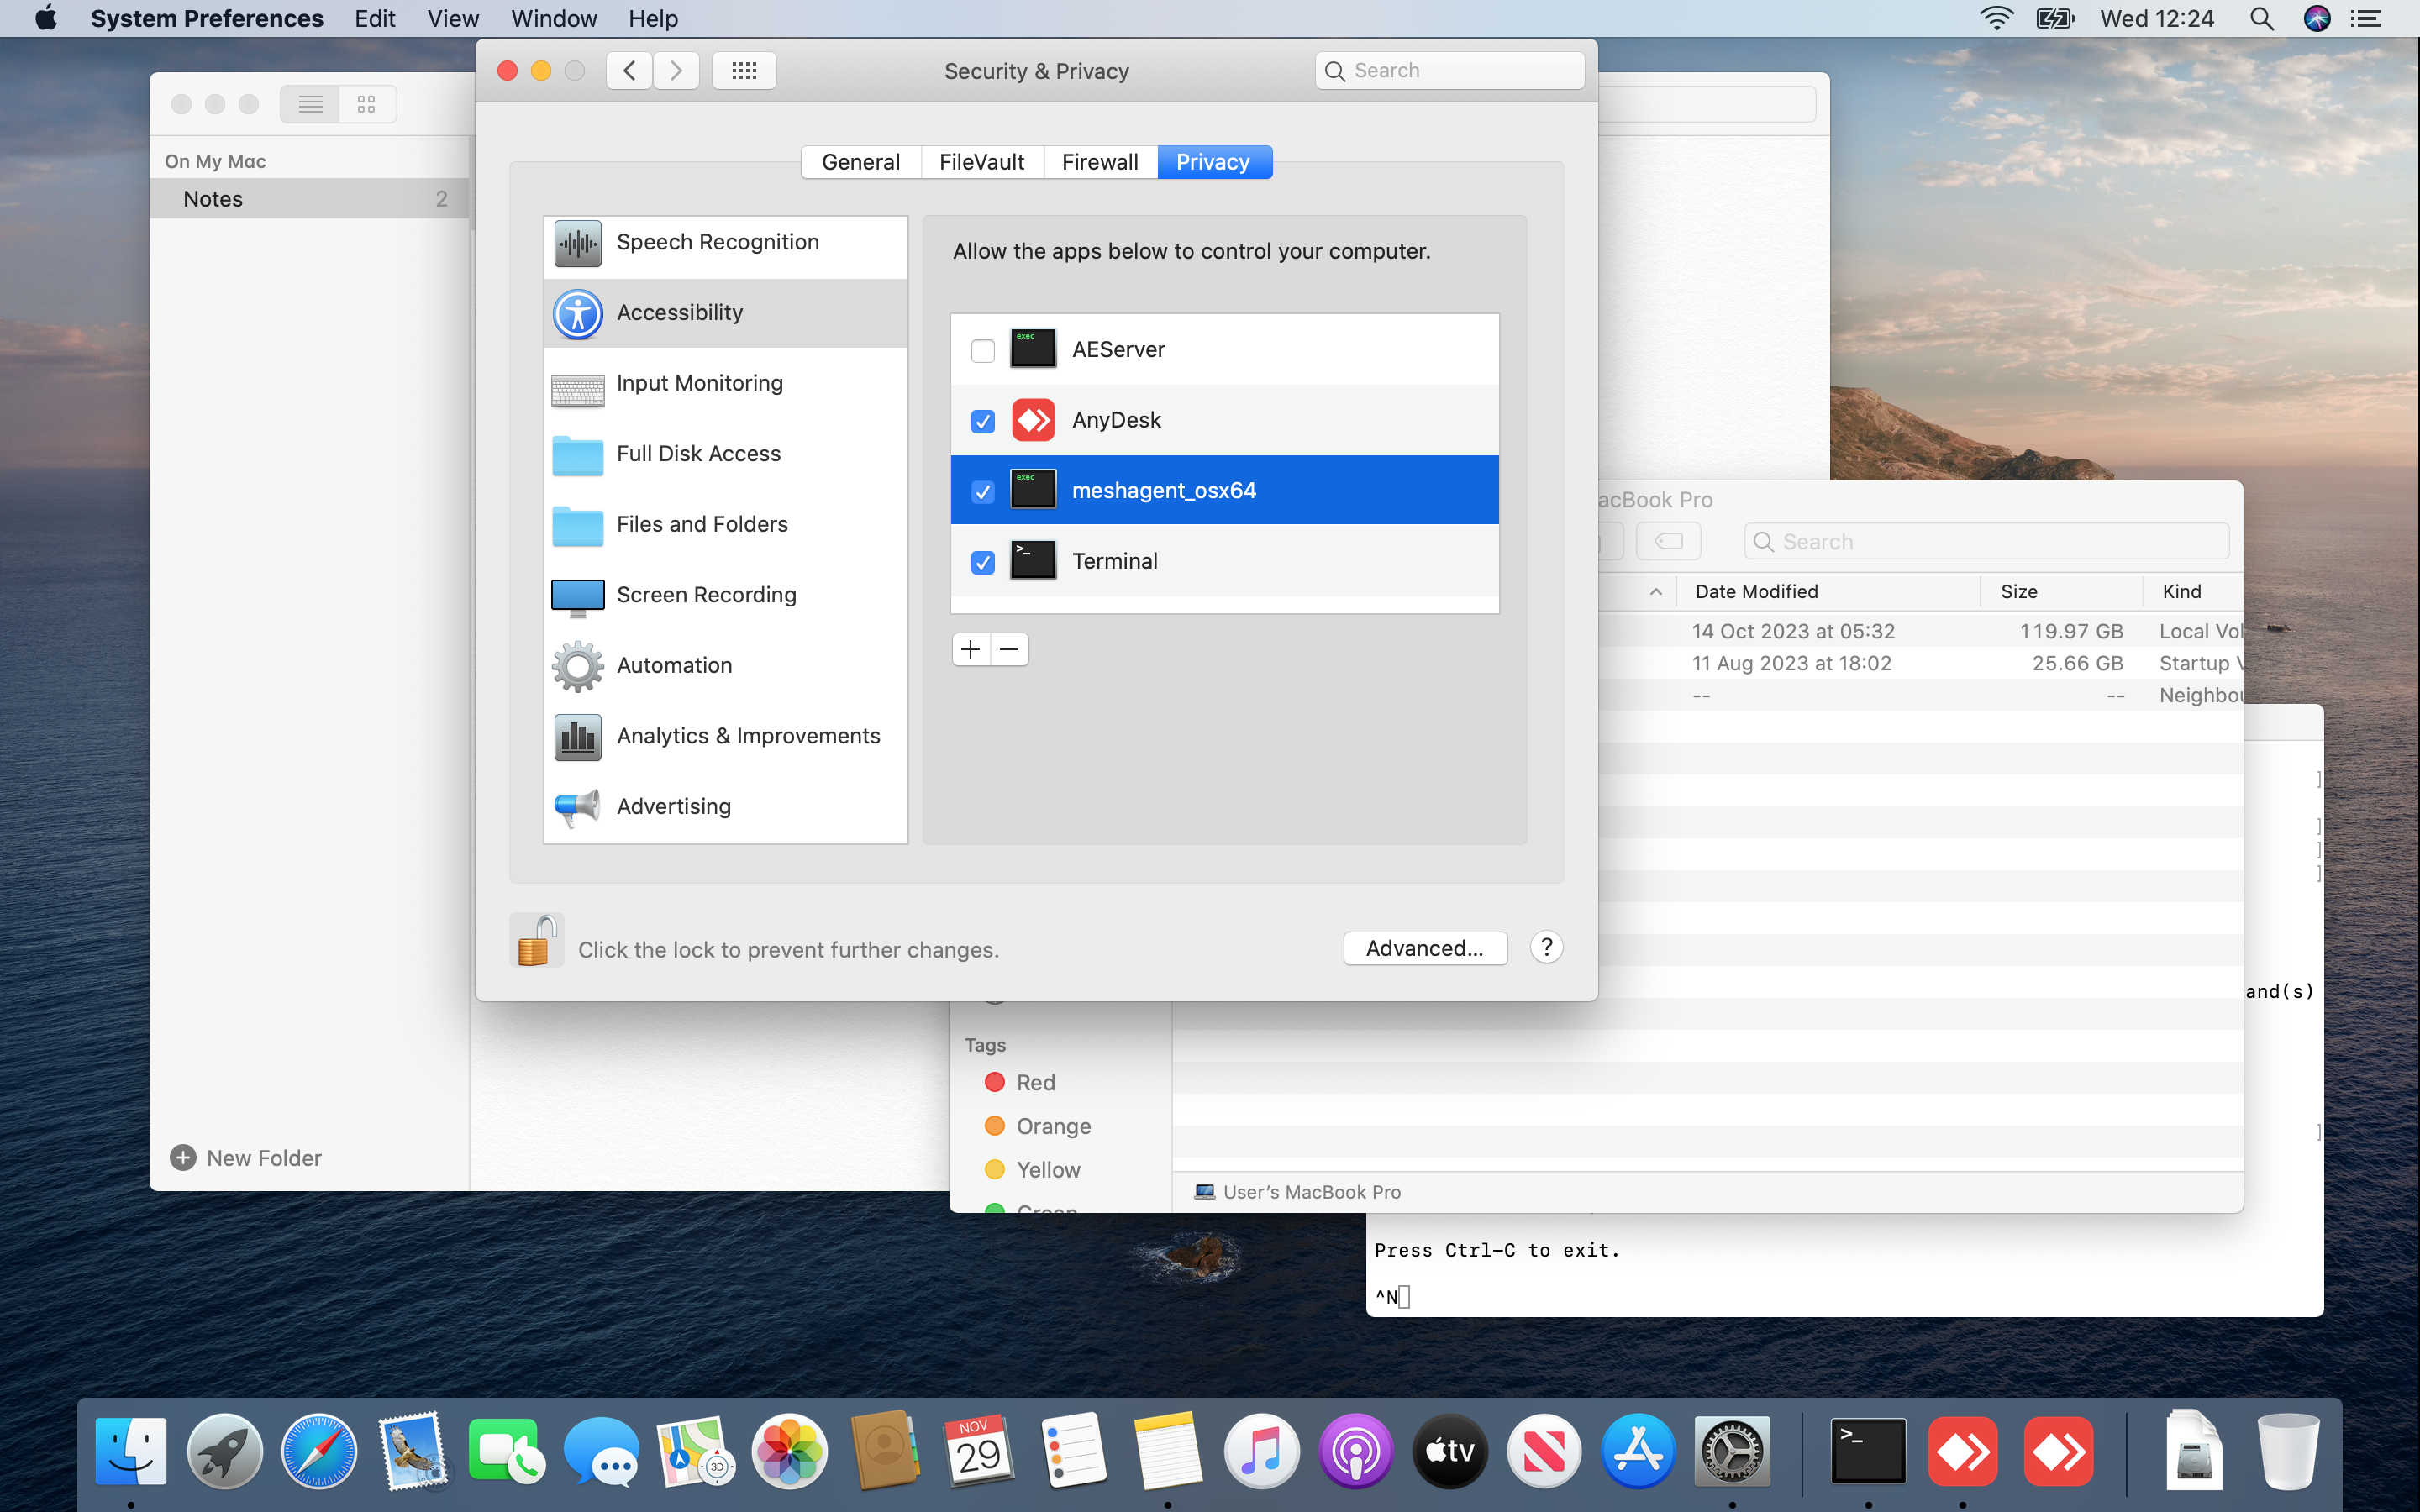 System Preferences Edit View Window Help
Wed 12:24
Security & Privacy
Search
On My Mac
Notes 2
General FileVault Firewall Privacy
Speech Recognition
Accessibility
Input Monitoring
Full Disk Access
Files and Folders
Screen Recording
Automation
Analytics & Improvements
Advertising
Allow the apps below to control your computer.
exec
AEServer
AnyDesk
exec
meshagent_osx64
>_
Terminal
+ −
Click the lock to prevent further changes.
Advanced...
?
New Folder
acBook Pro
Search
Date Modified Size Kind
14 Oct 2023 at 05:32 119.97 GB Local Vol
11 Aug 2023 at 18:02 25.66 GB Startup V
-- -- Neighbou
Tags
Red
Orange
Yellow
Green
User's MacBook Pro
]
]
]
]
and(s)
]
Press Ctrl-C to exit.
^N
3D
NOV
29
tv
>_